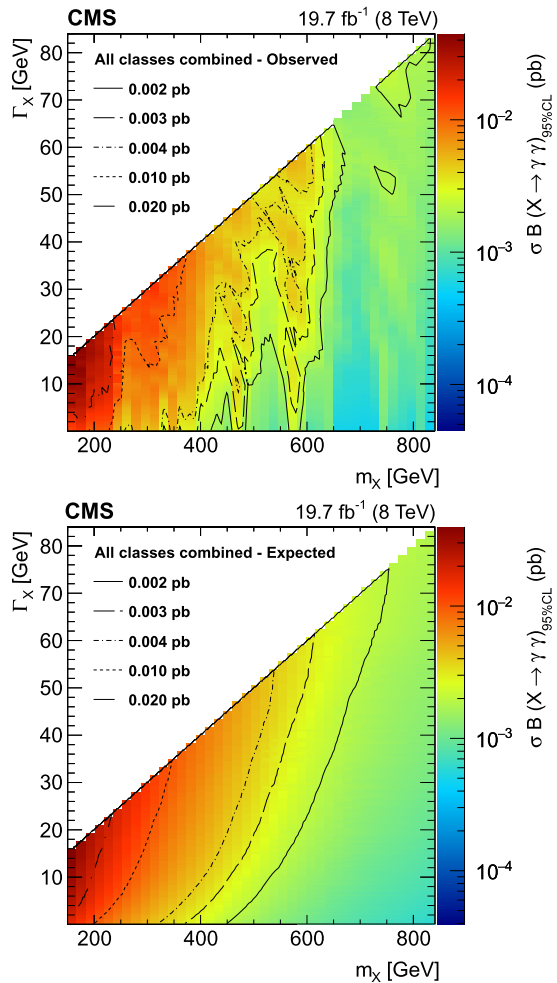 CMS 19.7 fb⁻¹ (8 TeV)
All classes combined - Observed
0.002 pb
0.003 pb
0.004 pb
0.010 pb
0.020 pb
Γ_X [GeV]
80
70
60
50
40
30
20
10
200 400 600 800
m_X [GeV]
10⁻²
10⁻³
10⁻⁴
σ B (X → γ γ)_95%CL (pb)
CMS 19.7 fb⁻¹ (8 TeV)
All classes combined - Expected
0.002 pb
0.003 pb
0.004 pb
0.010 pb
0.020 pb
Γ_X [GeV]
80
70
60
50
40
30
20
10
200 400 600 800
m_X [GeV]
10⁻²
10⁻³
10⁻⁴
σ B (X → γ γ)_95%CL (pb)